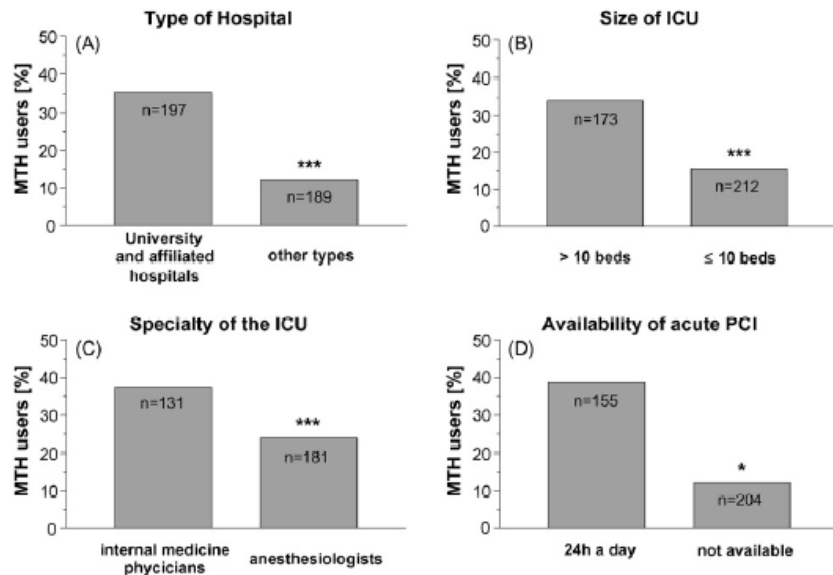 Type of Hospital
(A)
MTH users [%]
50
40
30
20
10
0
n=197
***
n=189
University
and affiliated
hospitals
other types
Size of ICU
(B)
MTH users [%]
50
40
30
20
10
0
n=173
***
n=212
> 10 beds
≤ 10 beds
Specialty of the ICU
(C)
MTH users [%]
50
40
30
20
10
0
n=131
***
n=181
internal medicine
phycicians
anesthesiologists
Availability of acute PCI
(D)
MTH users [%]
50
40
30
20
10
0
n=155
*
n=204
24h a day
not available